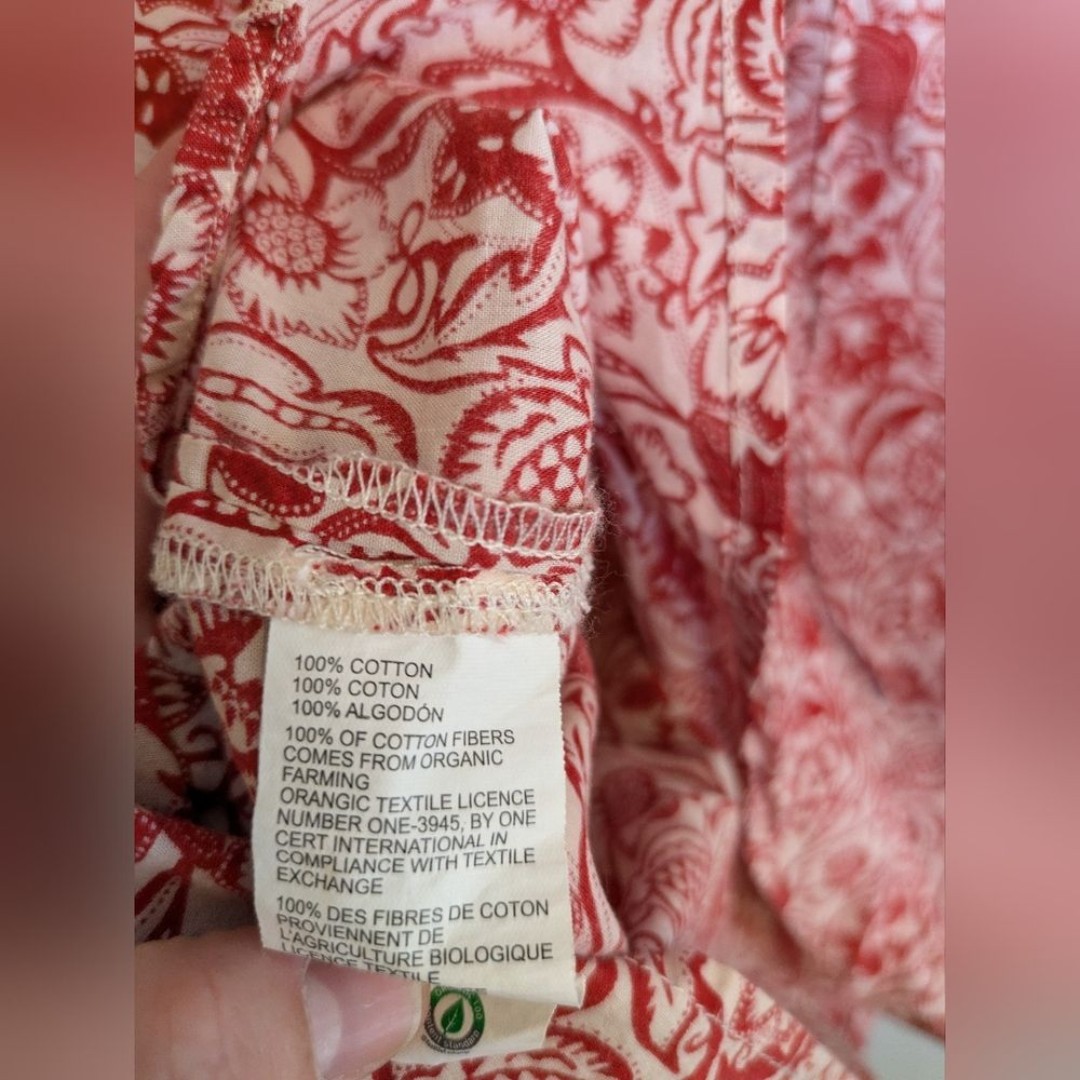 100% COTTON
100% COTON
100% ALGODÓN
100% OF COTTON FIBERS
COMES FROM ORGANIC
FARMING
ORANGIC TEXTILE LICENCE
NUMBER ONE-3945, BY ONE
CERT INTERNATIONAL IN
COMPLIANCE WITH TEXTILE
EXCHANGE
100% DES FIBRES DE COTON
PROVIENNENT DE
L'AGRICULTURE BIOLOGIQUE
LICENCE TEXTILE